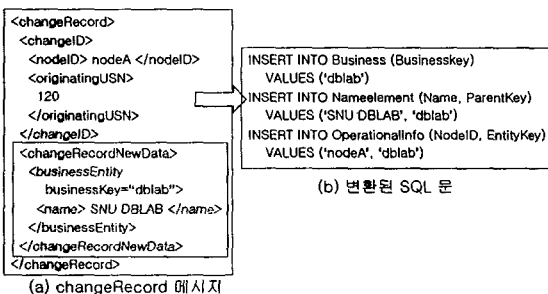 <changeRecord>
<changeID>
<nodeID> nodeA </nodeID>
<originatingUSN>
120
</originatingUSN>
</changeID>
<changeRecordNewData>
<businessEntity
businessKey="dblab">
<name> SNU DBLAB </name>
</businessEntity>
</changeRecordNewData>
</changeRecord>
(a) changeRecord 메시지
INSERT INTO Business (Businesskey)
VALUES ('dblab')
INSERT INTO Nameelement (Name, ParentKey)
VALUES ('SNU DBLAB', 'dblab')
INSERT INTO OperationalInfo (NodeID, EntityKey)
VALUES ('nodeA', 'dblab')
(b) 변환된 SQL 문